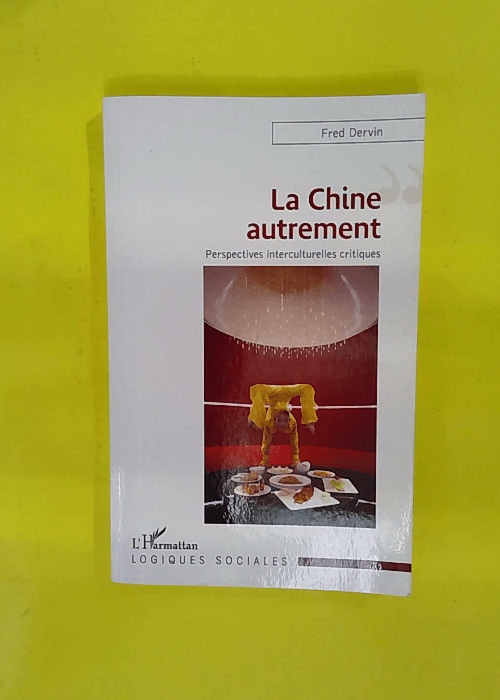 Fred Dervin
La Chine
autrement
Perspectives interculturelles critiques
L'Harmattan
LOGIQUES SOCIALES